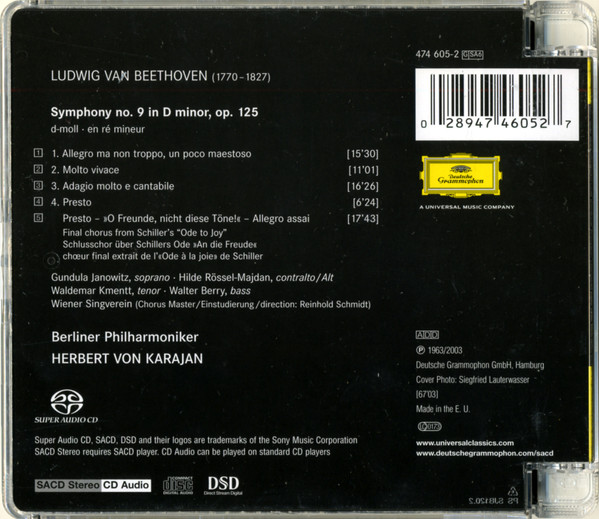 LUDWIG VAN BEETHOVEN (1770–1827)
Symphony no. 9 in D minor, op. 125
d-moll · en ré mineur
1 1. Allegro ma non troppo, un poco maestoso [15'30]
2 2. Molto vivace [11'01]
3 3. Adagio molto e cantabile [16'26]
4 4. Presto [6'24]
5 Presto – »O Freunde, nicht diese Töne!« – Allegro assai [17'43]
Final chorus from Schiller's “Ode to Joy”
Schlusschor über Schillers Ode »An die Freude«
chœur final extrait de l'«Ode à la joie» de Schiller
Gundula Janowitz, soprano · Hilde Rössel-Majdan, contralto/Alt
Waldemar Kmentt, tenor · Walter Berry, bass
Wiener Singverein (Chorus Master/Einstudierung/direction: Reinhold Schmidt)
Berliner Philharmoniker
HERBERT VON KARAJAN
SUPER AUDIO CD
Super Audio CD, SACD, DSD and their logos are trademarks of the Sony Music Corporation
SACD Stereo requires SACD player. CD Audio can be played on standard CD players
SACD Stereo CD Audio
COMPACT disc DIGITAL AUDIO
DSD
Direct Stream Digital
474 605-2 GSA6
0 28947 46052 7
Deutsche
Grammophon
A UNIVERSAL MUSIC COMPANY
ADD
℗ 1963/2003
Deutsche Grammophon GmbH, Hamburg
Cover Photo: Siegfried Lauterwasser
[67'03]
Made in the E. U.
LC 0173
www.universalclassics.com
www.deutschegrammophon.com/sacd
PS SJB120.2